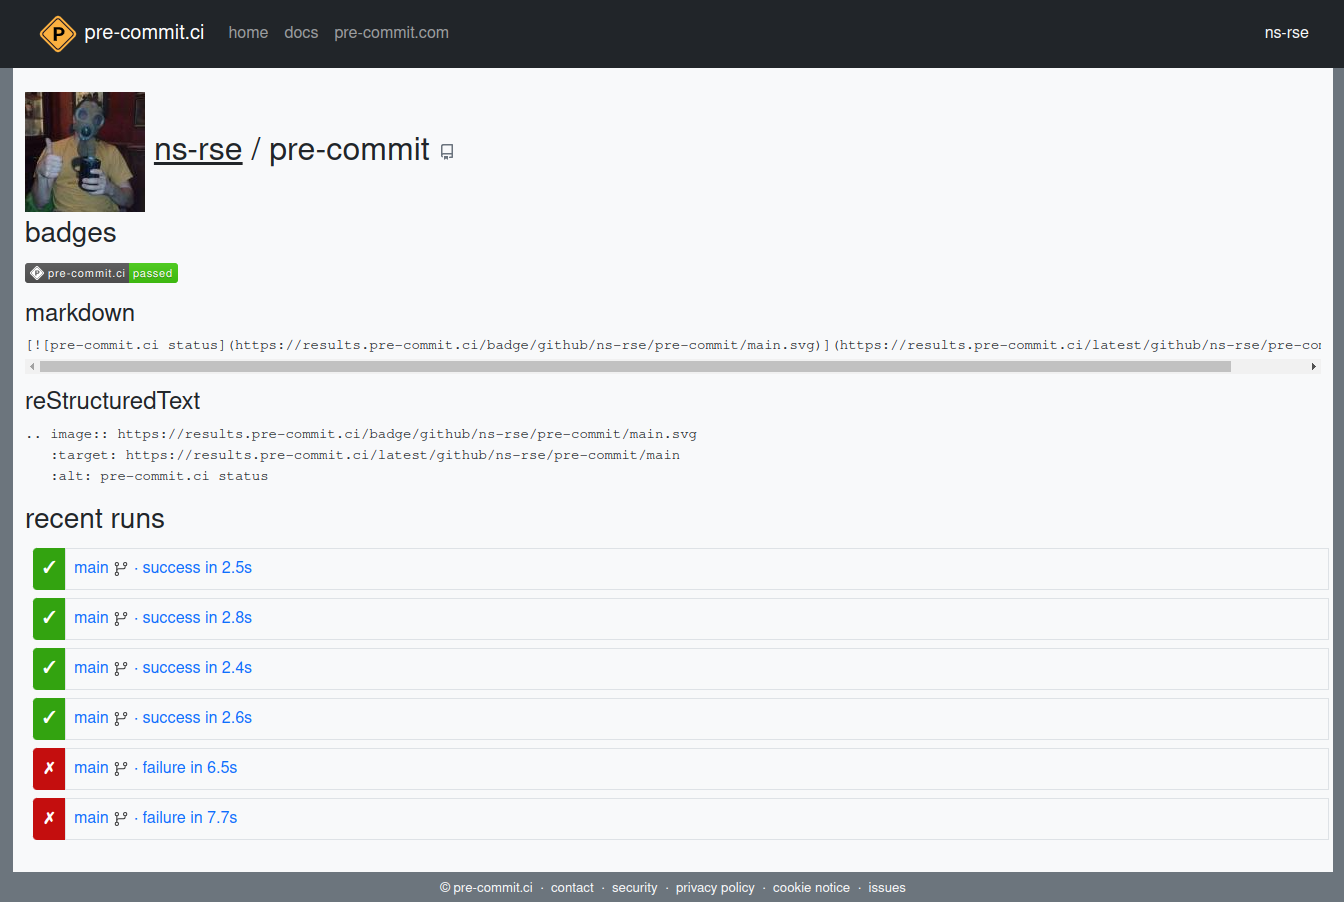 pre-commit.ci home docs pre-commit.com ns-rse
ns-rse / pre-commit
badges
pre-commit.ci passed
markdown
[![pre-commit.ci status](https://results.pre-commit.ci/badge/github/ns-rse/pre-commit/main.svg)](https://results.pre-commit.ci/latest/github/ns-rse/pre-co
reStructuredText
.. image:: https://results.pre-commit.ci/badge/github/ns-rse/pre-commit/main.svg
:target: https://results.pre-commit.ci/latest/github/ns-rse/pre-commit/main
:alt: pre-commit.ci status
recent runs
✓ main · success in 2.5s
✓ main · success in 2.8s
✓ main · success in 2.4s
✓ main · success in 2.6s
✗ main · failure in 6.5s
✗ main · failure in 7.7s
© pre-commit.ci · contact · security · privacy policy · cookie notice · issues